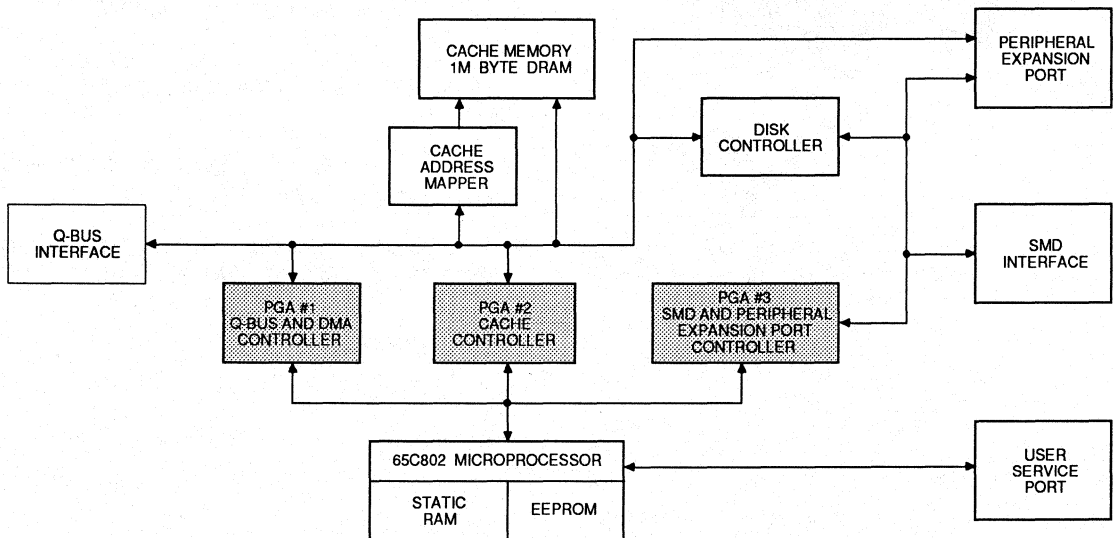 CACHE MEMORY
1M BYTE DRAM
PERIPHERAL
EXPANSION
PORT
DISK
CONTROLLER
CACHE
ADDRESS
MAPPER
Q-BUS
INTERFACE
SMD
INTERFACE
PGA #1
Q-BUS AND DMA
CONTROLLER
PGA #2
CACHE
CONTROLLER
PGA #3
SMD AND PERIPHERAL
EXPANSION PORT
CONTROLLER
65C802 MICROPROCESSOR
STATIC
RAM
EEPROM
USER
SERVICE
PORT